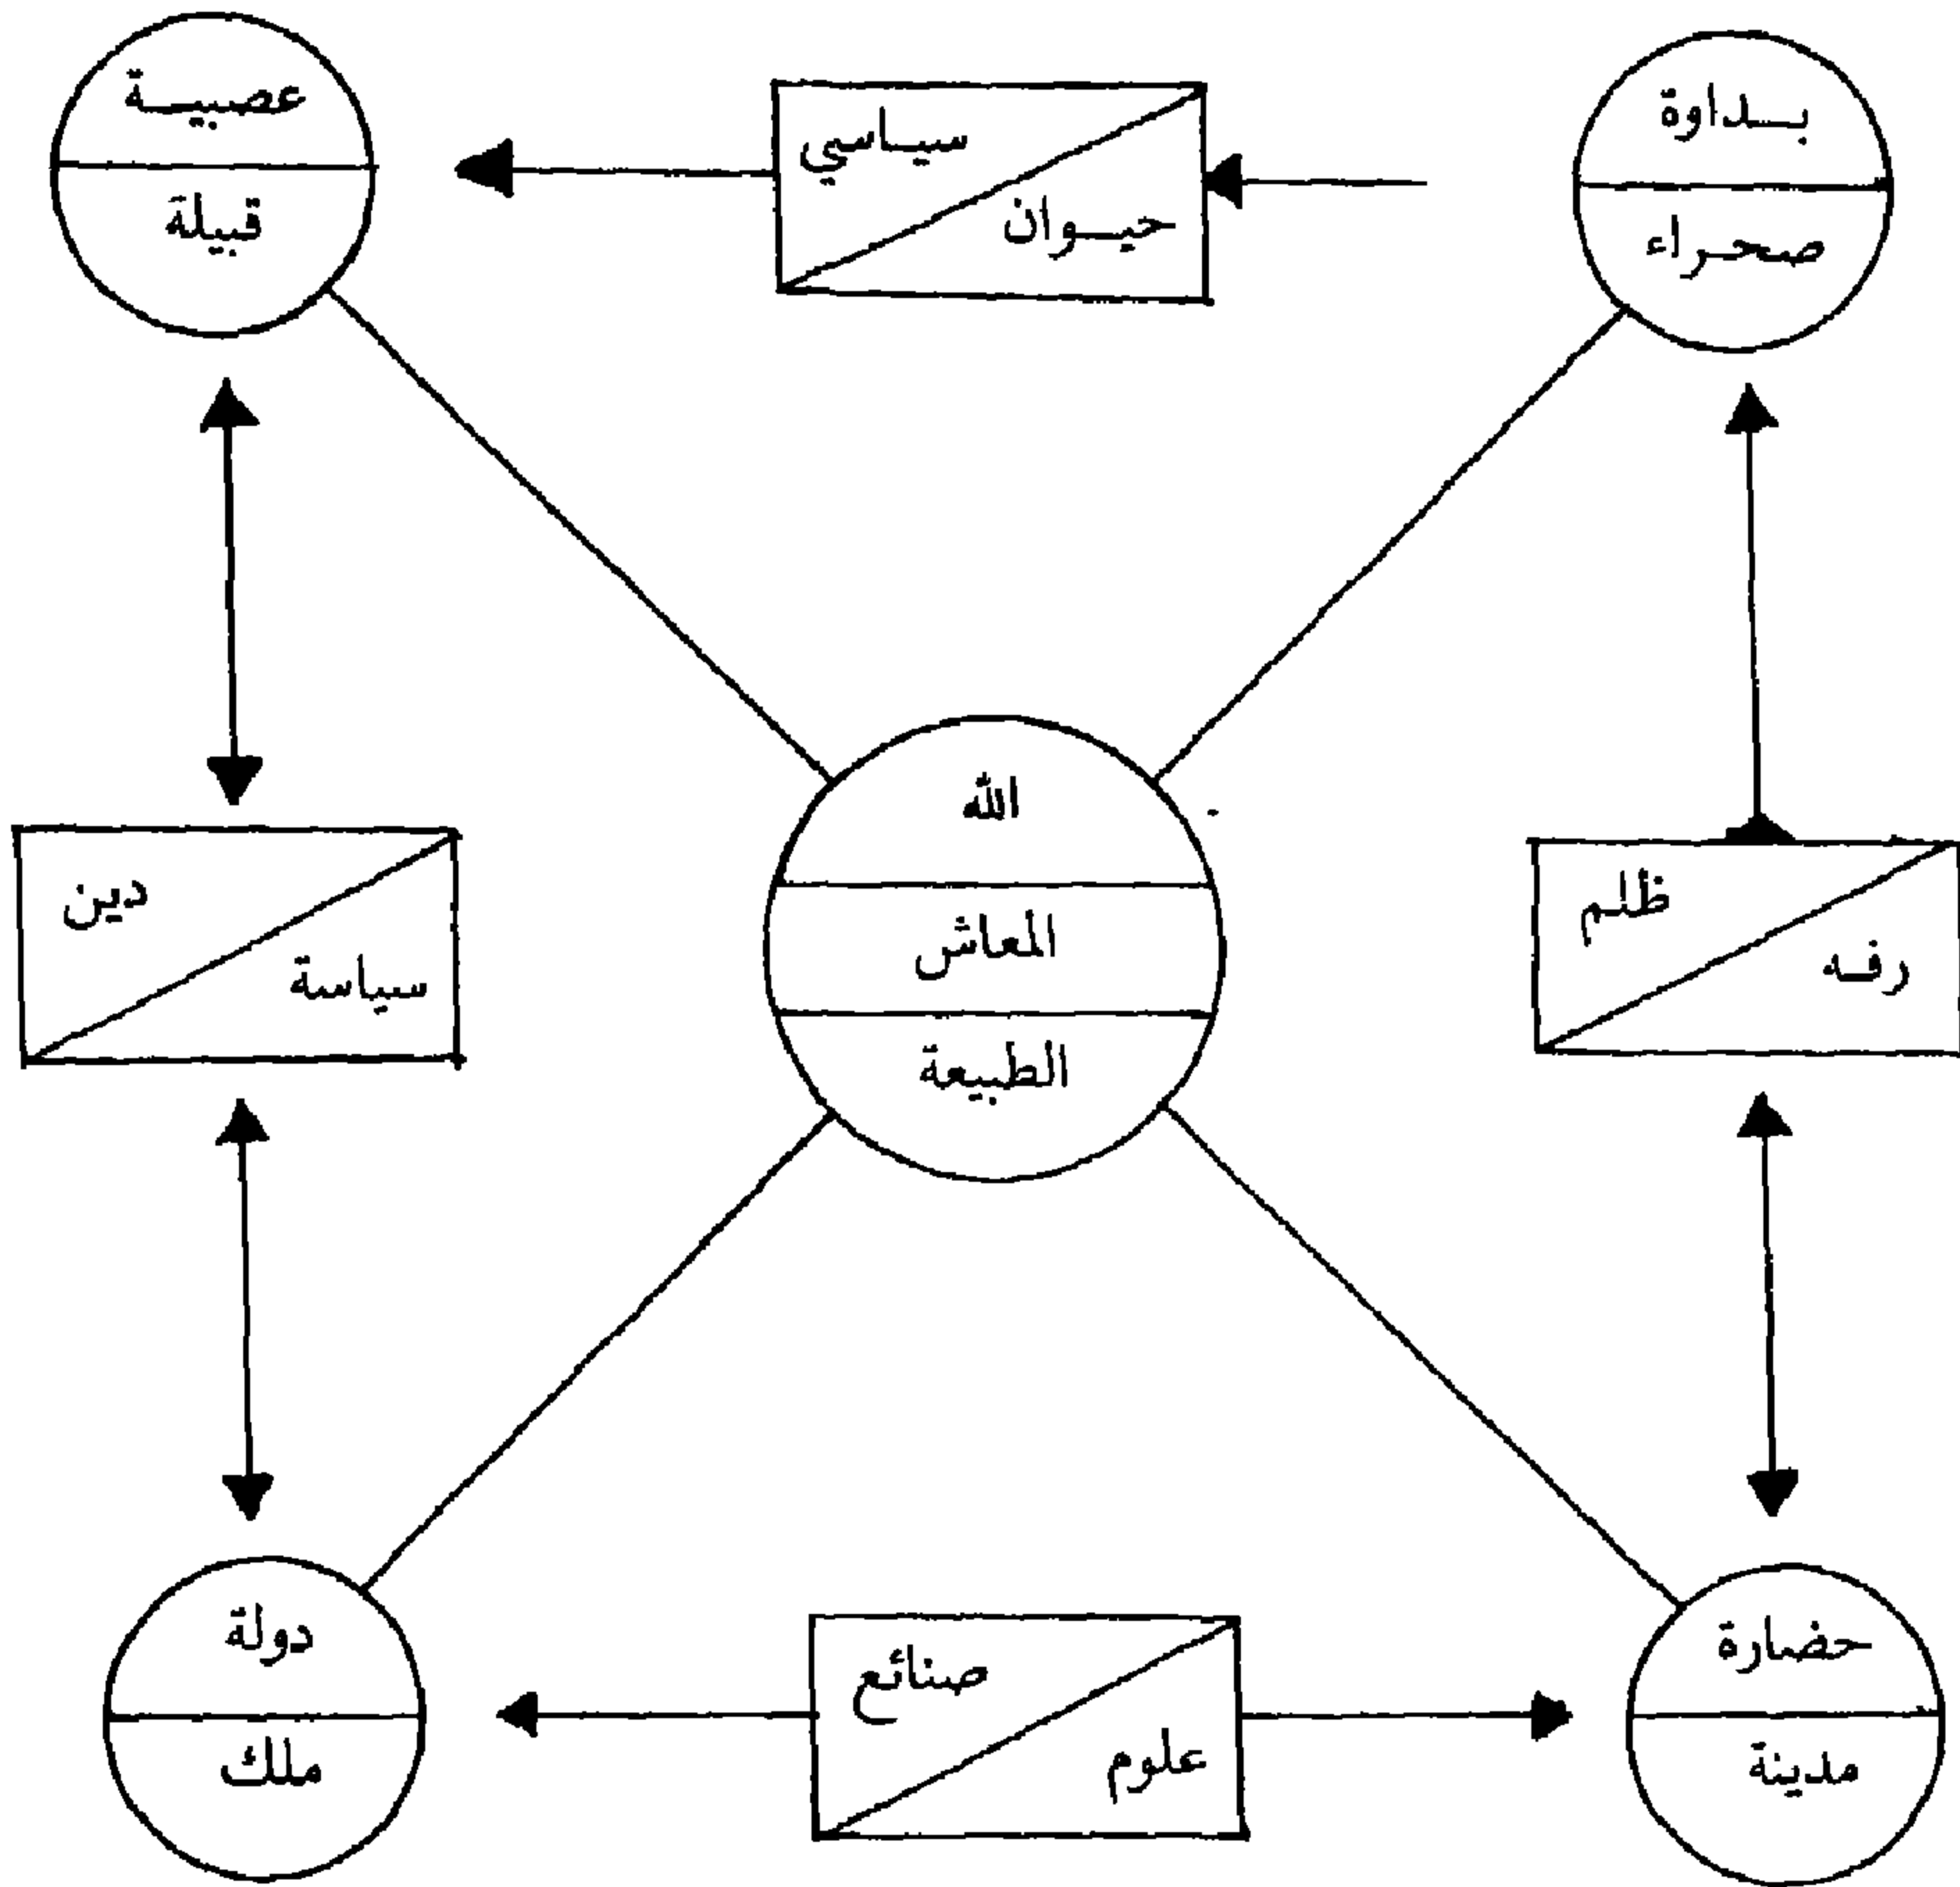 بداوة
صحراء
سياسي
حيوان
عصبية
قبيلة
الله
المعاش
الطبيعة
ظلم
رفه
دين
سياسة
حضارة
مدينة
صنائع
علوم
دولة
ملك